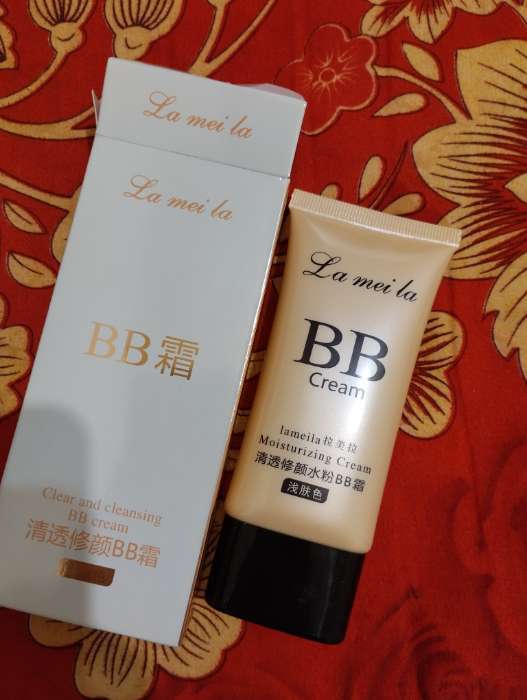 La mei la
La mei la
BB霜
Clear and cleansing
BB cream
清透修颜BB霜
La mei la
BB
Cream
lameila拉美拉
Moisturizing Cream
清透修颜水粉BB霜
浅肤色